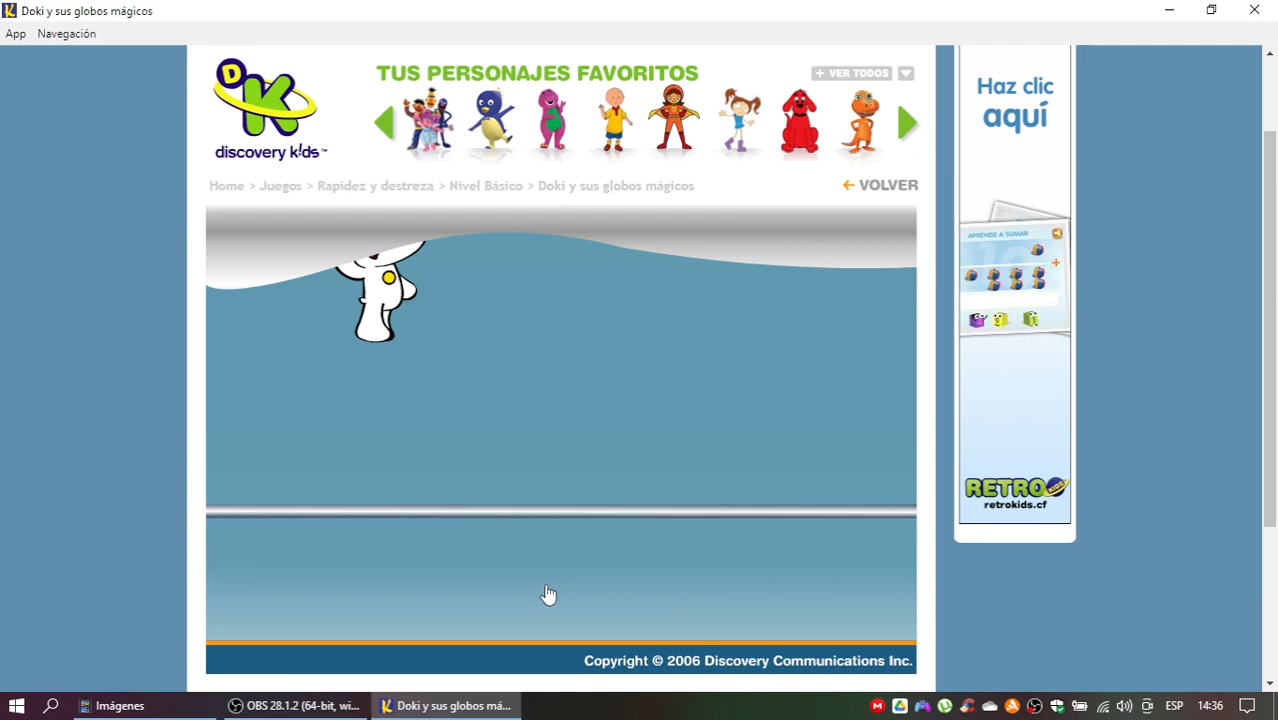 Doki y sus globos mágicos
App Navegación
D K
discovery k!ds™
TUS PERSONAJES FAVORITOS
+ VER TODOS
Home > Juegos > Rapidez y destreza > Nivel Básico > Doki y sus globos mágicos
← VOLVER
Haz clic
aquí
APRENDE A SUMAR
RETRO KIDS
retrokids.cf
Copyright © 2006 Discovery Communications Inc.
Imágenes
OBS 28.1.2 (64-bit, wi...
Doki y sus globos má...
ESP
14:36